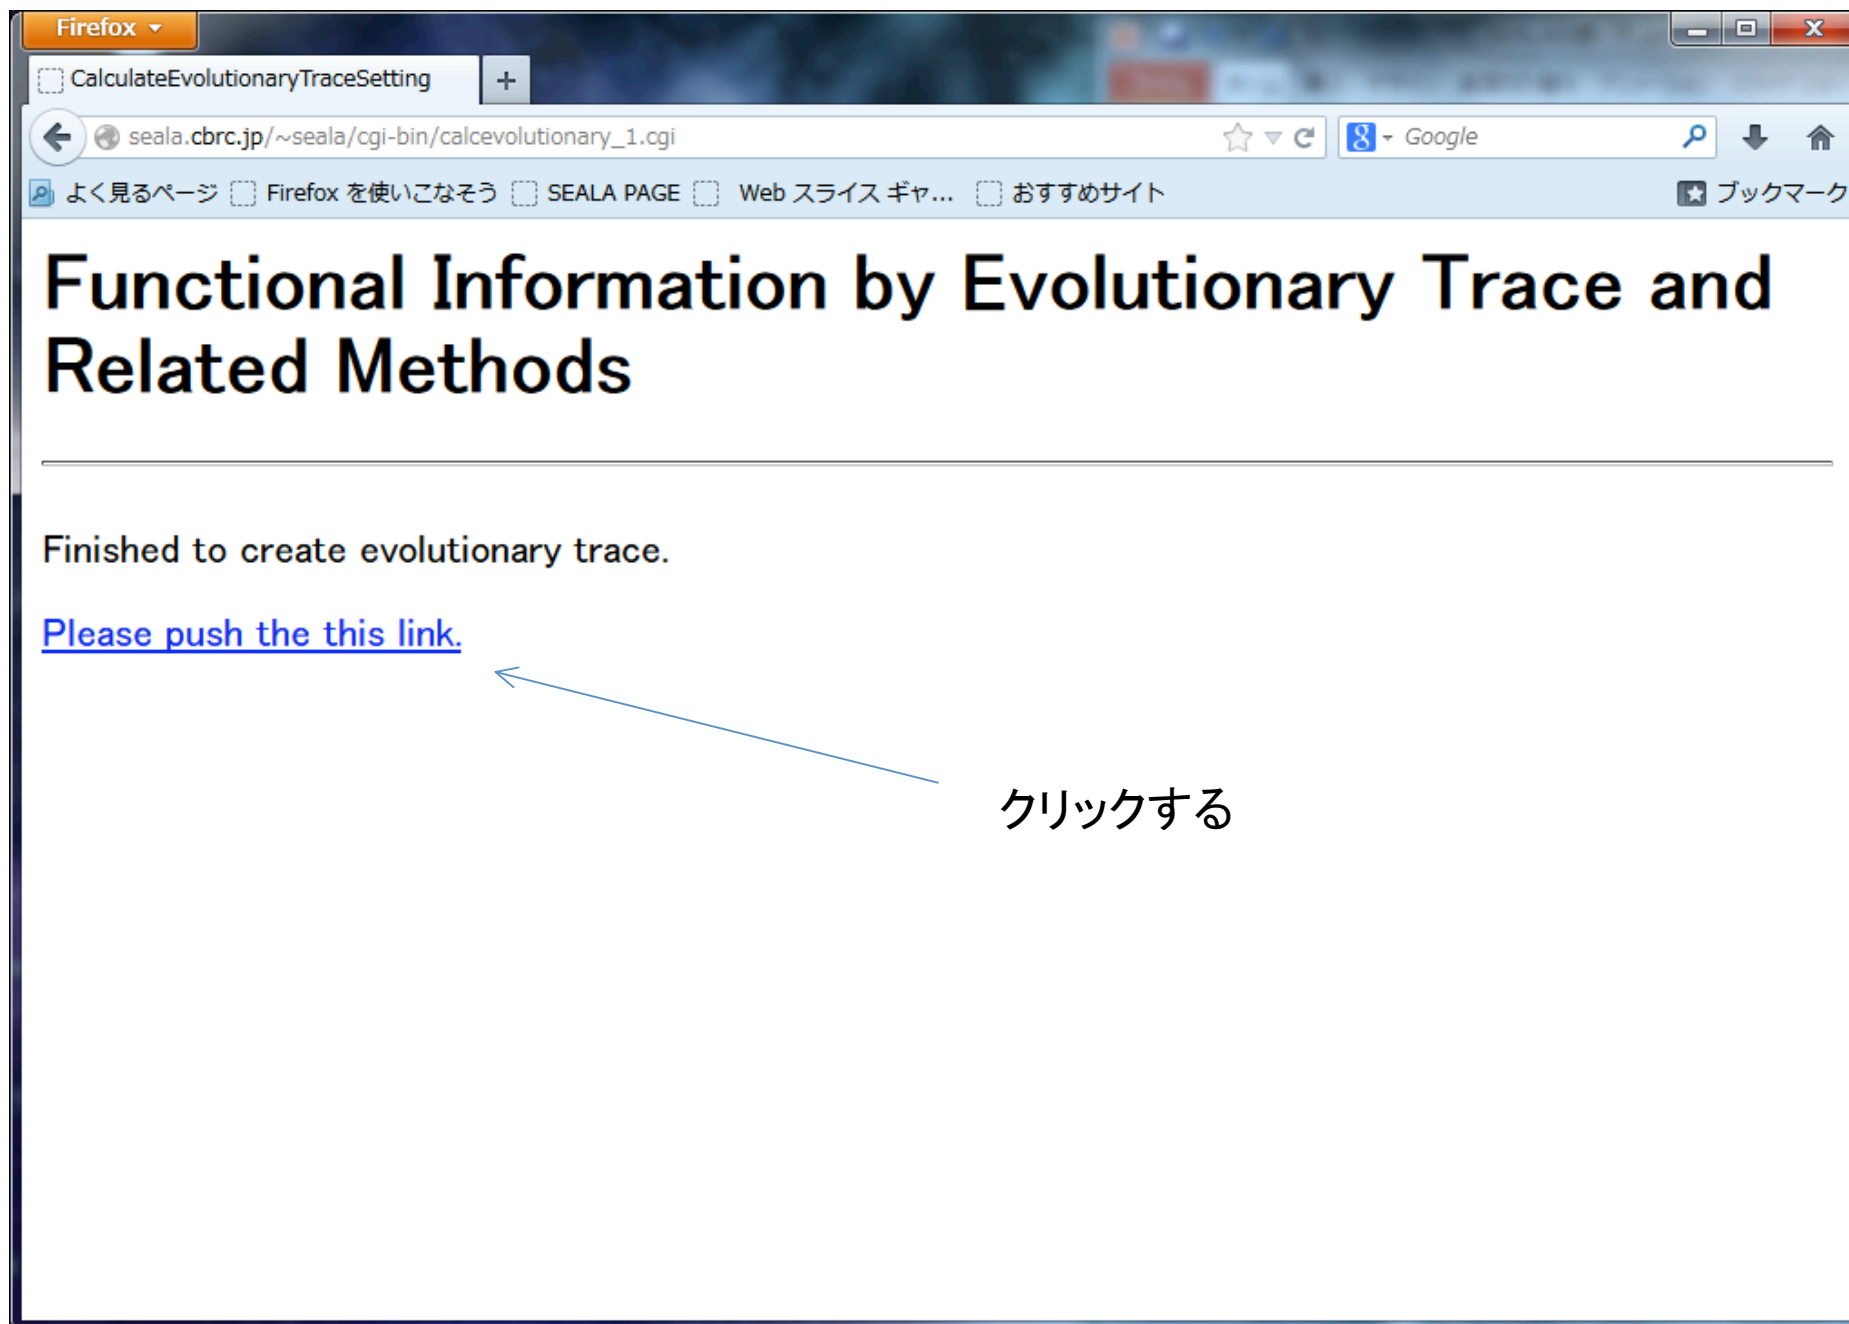 Firefox
CalculateEvolutionaryTraceSetting
seala.cbrc.jp/~seala/cgi-bin/calcevolutionary_1.cgi
Google
よく見るページ Firefox を使いこなそう SEALA PAGE Web スライス ギャ... おすすめサイト ブックマーク
Functional Information by Evolutionary Trace and
Related Methods
Finished to create evolutionary trace.
Please push the this link.
クリックする